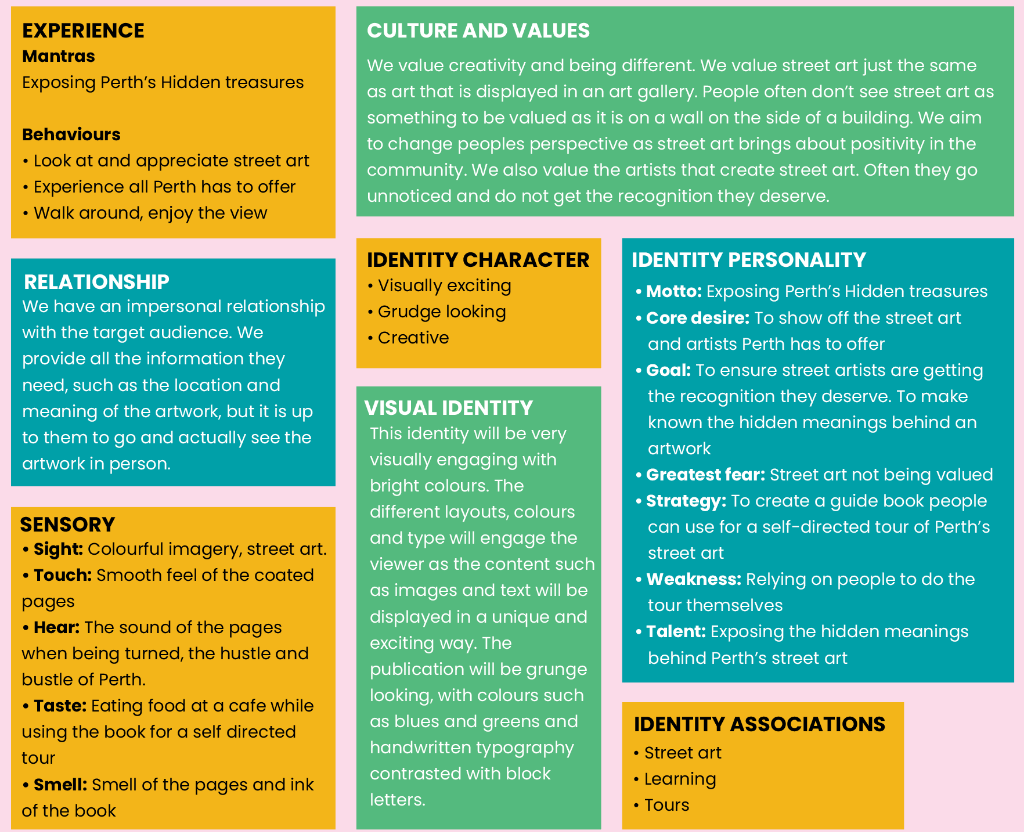 EXPERIENCE
Mantras
Exposing Perth's Hidden treasures
Behaviours
• Look at and appreciate street art
• Experience all Perth has to offer
• Walk around, enjoy the view
CULTURE AND VALUES
We value creativity and being different. We value street art just the same
as art that is displayed in an art gallery. People often don't see street art as
something to be valued as it is on a wall on the side of a building. We aim
to change peoples perspective as street art brings about positivity in the
community. We also value the artists that create street art. Often they go
unnoticed and do not get the recognition they deserve.
RELATIONSHIP
We have an impersonal relationship
with the target audience. We
provide all the information they
need, such as the location and
meaning of the artwork, but it is up
to them to go and actually see the
artwork in person.
IDENTITY CHARACTER
• Visually exciting
• Grudge looking
• Creative
IDENTITY PERSONALITY
• Motto: Exposing Perth's Hidden treasures
• Core desire: To show off the street art
and artists Perth has to offer
• Goal: To ensure street artists are getting
the recognition they deserve. To make
known the hidden meanings behind an
artwork
• Greatest fear: Street art not being valued
• Strategy: To create a guide book people
can use for a self-directed tour of Perth's
street art
• Weakness: Relying on people to do the
tour themselves
• Talent: Exposing the hidden meanings
behind Perth's street art
SENSORY
• Sight: Colourful imagery, street art.
• Touch: Smooth feel of the coated
pages
• Hear: The sound of the pages
when being turned, the hustle and
bustle of Perth.
• Taste: Eating food at a cafe while
using the book for a self directed
tour
• Smell: Smell of the pages and ink
of the book
VISUAL IDENTITY
This identity will be very
visually engaging with
bright colours. The
different layouts, colours
and type will engage the
viewer as the content such
as images and text will be
displayed in a unique and
exciting way. The
publication will be grunge
looking, with colours such
as blues and greens and
handwritten typography
contrasted with block
letters.
IDENTITY ASSOCIATIONS
• Street art
• Learning
• Tours